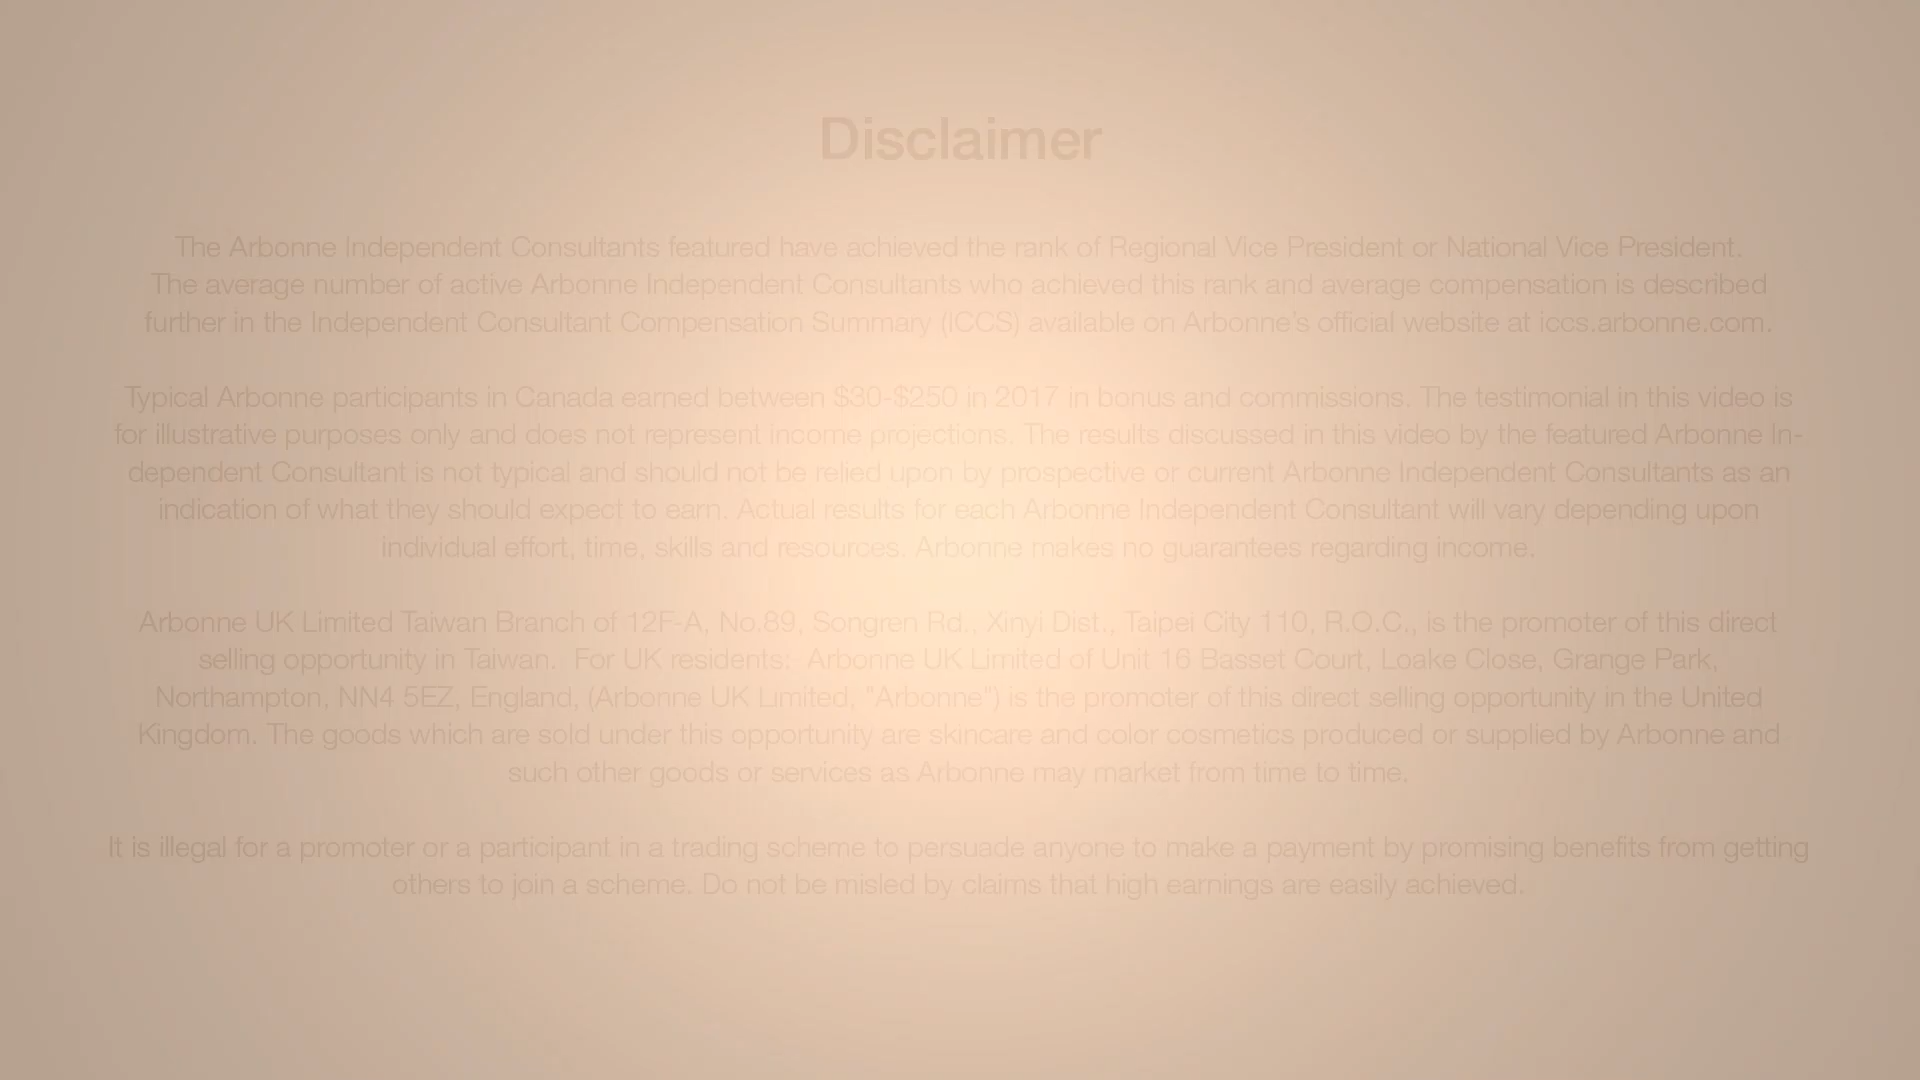 Disclaimer
The Arbonne Independent Consultants featured have achieved the rank of Regional Vice President or National Vice President.
The average number of active Arbonne Independent Consultants who achieved this rank and average compensation is described
further in the Independent Consultant Compensation Summary (ICCS) available on Arbonne's official website at iccs.arbonne.com.
Typical Arbonne participants in Canada earned between $30-$250 in 2017 in bonus and commissions. The testimonial in this video is
for illustrative purposes only and does not represent income projections. The results discussed in this video by the featured Arbonne In-
dependent Consultant is not typical and should not be relied upon by prospective or current Arbonne Independent Consultants as an
indication of what they should expect to earn. Actual results for each Arbonne Independent Consultant will vary depending upon
individual effort, time, skills and resources. Arbonne makes no guarantees regarding income.
Arbonne UK Limited Taiwan Branch of 12F-A, No.89, Songren Rd., Xinyi Dist., Taipei City 110, R.O.C., is the promoter of this direct
selling opportunity in Taiwan.  For UK residents:  Arbonne UK Limited of Unit 16 Basset Court, Loake Close, Grange Park,
Northampton, NN4 5EZ, England, (Arbonne UK Limited, "Arbonne") is the promoter of this direct selling opportunity in the United
Kingdom. The goods which are sold under this opportunity are skincare and color cosmetics produced or supplied by Arbonne and
such other goods or services as Arbonne may market from time to time.
It is illegal for a promoter or a participant in a trading scheme to persuade anyone to make a payment by promising benefits from getting
others to join a scheme. Do not be misled by claims that high earnings are easily achieved.